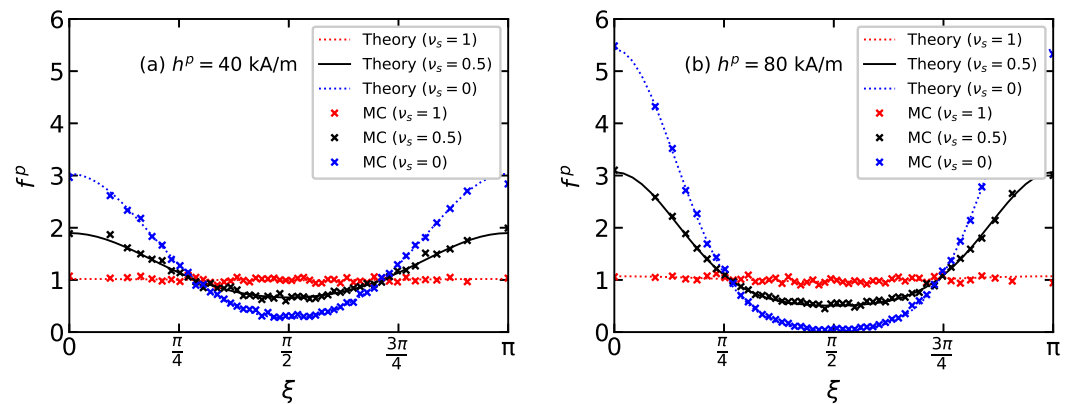 6
5
4
3
2
1
0
f^p
(a) h^p = 40 kA/m
Theory (ν_s = 1)
Theory (ν_s = 0.5)
Theory (ν_s = 0)
MC (ν_s = 1)
MC (ν_s = 0.5)
MC (ν_s = 0)
0
π/4
π/2
3π/4
π
ξ
6
5
4
3
2
1
0
f^p
(b) h^p = 80 kA/m
Theory (ν_s = 1)
Theory (ν_s = 0.5)
Theory (ν_s = 0)
MC (ν_s = 1)
MC (ν_s = 0.5)
MC (ν_s = 0)
0
π/4
π/2
3π/4
π
ξ